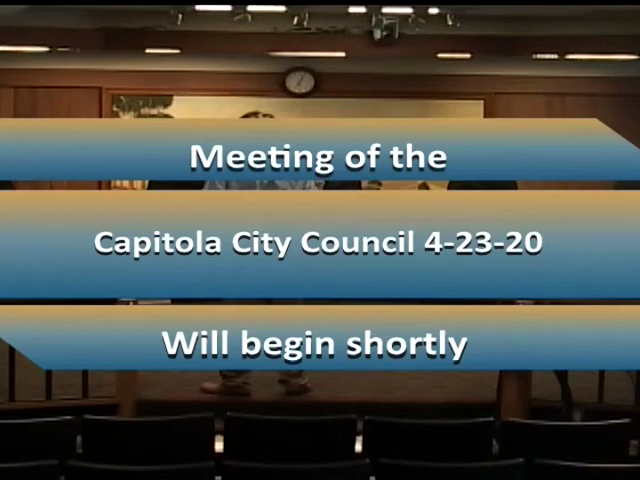 Meeting of the
Capitola City Council 4-23-20
Will begin shortly